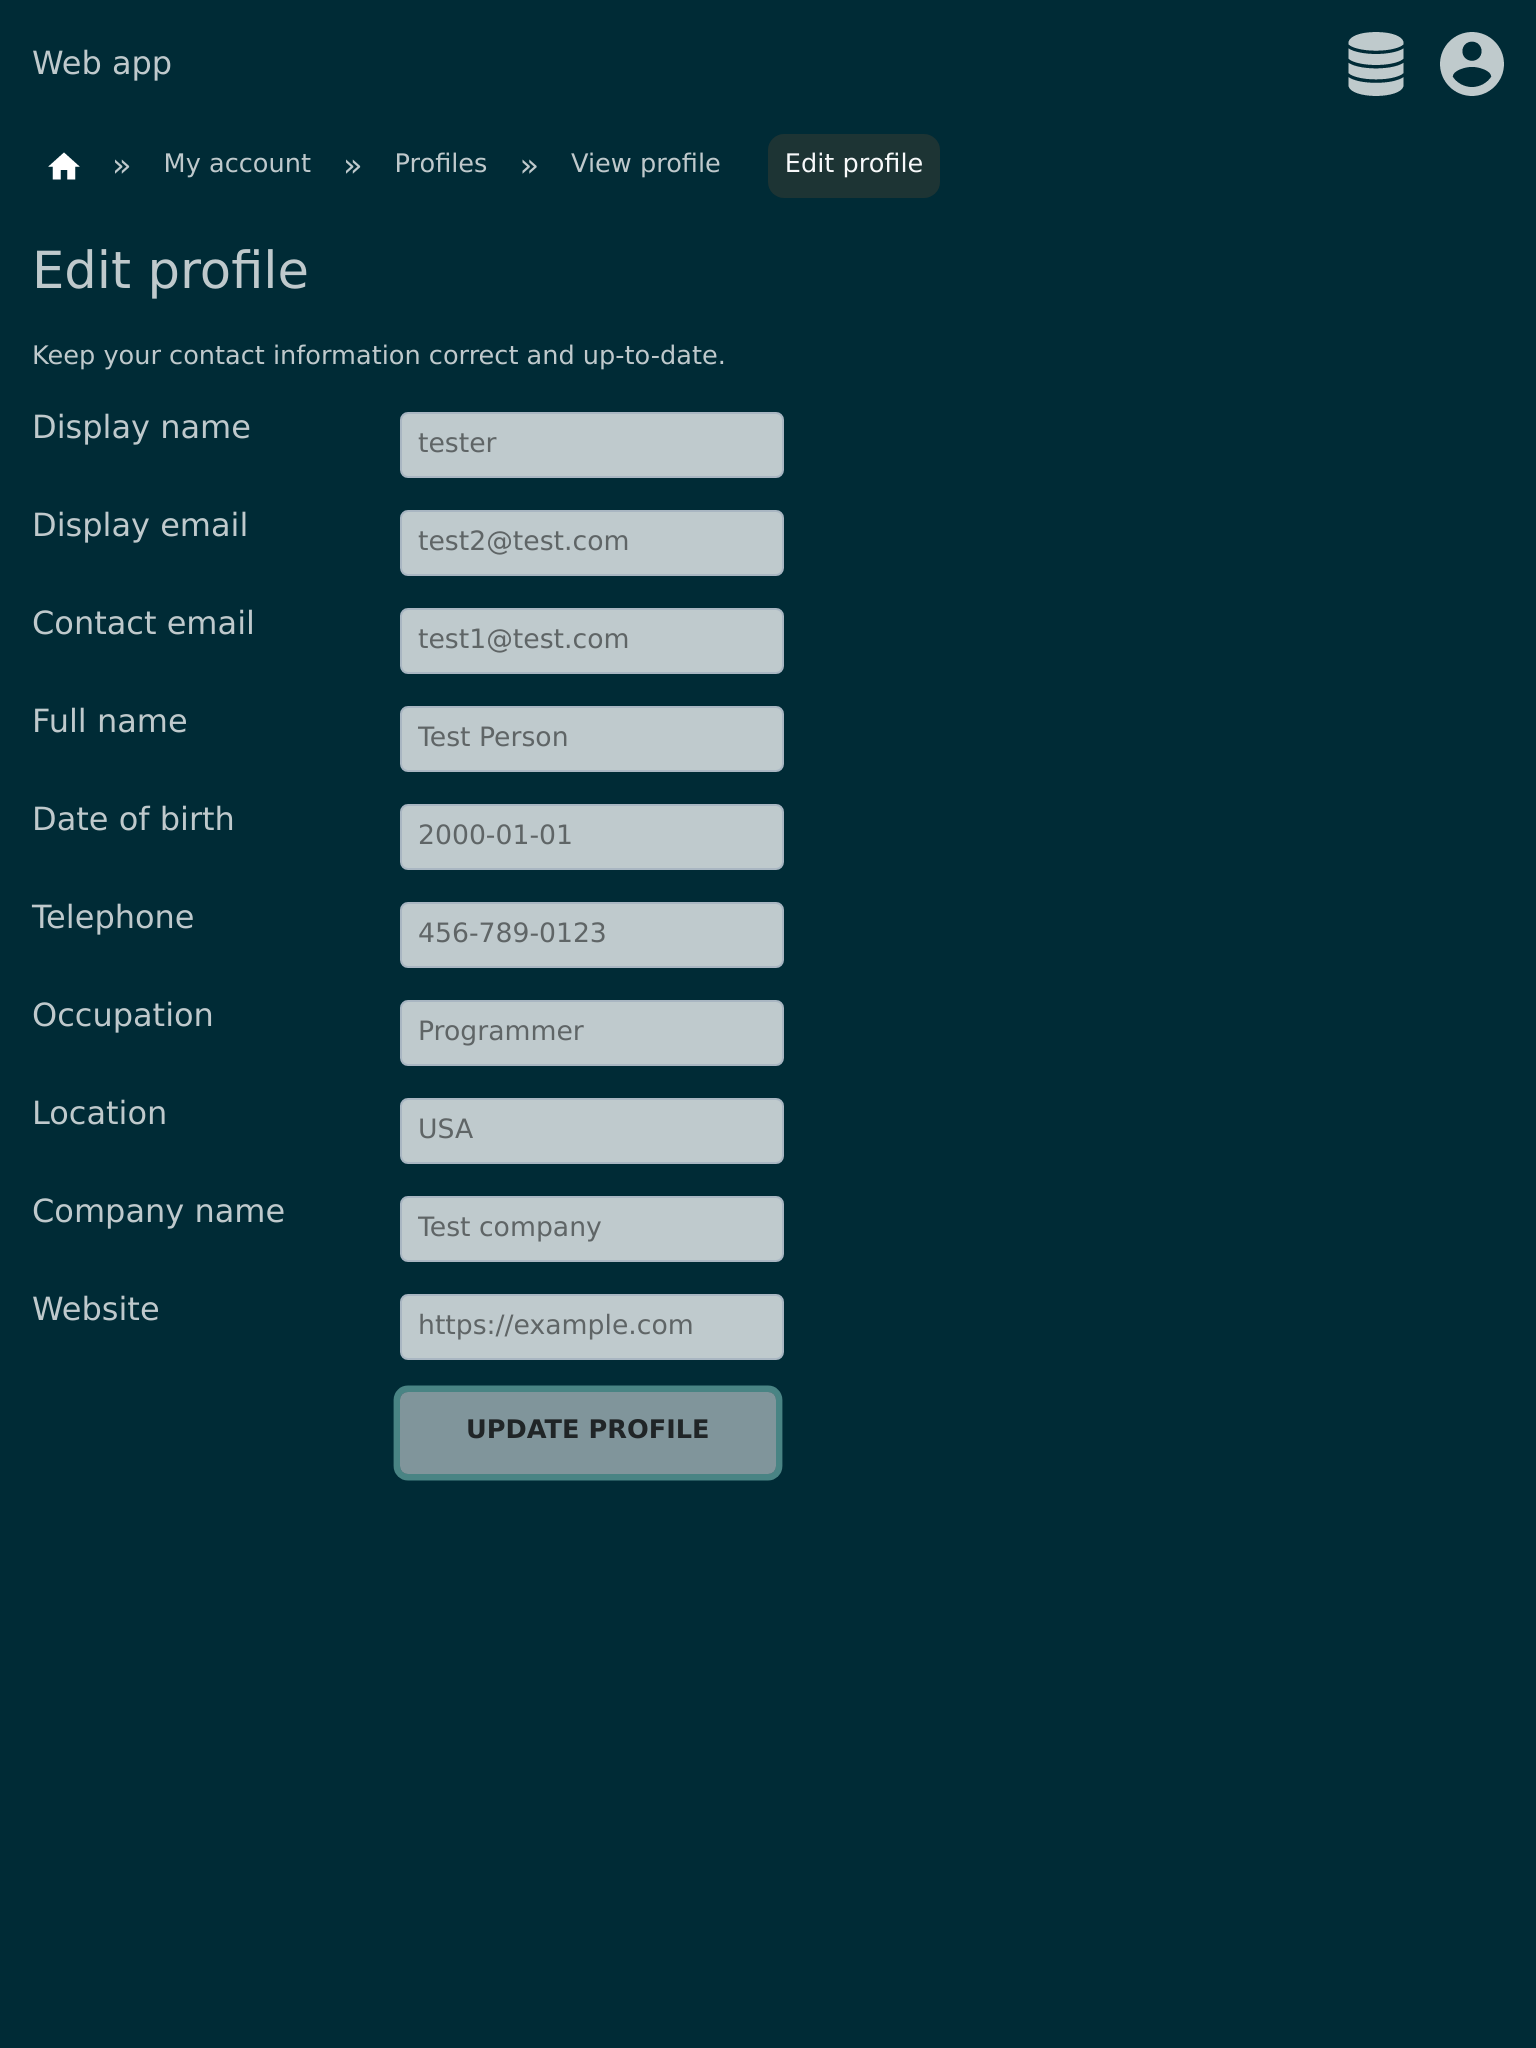 Web app
» My account » Profiles » View profile Edit profile
Edit profile
Keep your contact information correct and up-to-date.
Display name tester
Display email test2@test.com
Contact email test1@test.com
Full name Test Person
Date of birth 2000-01-01
Telephone 456-789-0123
Occupation Programmer
Location USA
Company name Test company
Website https://example.com
UPDATE PROFILE